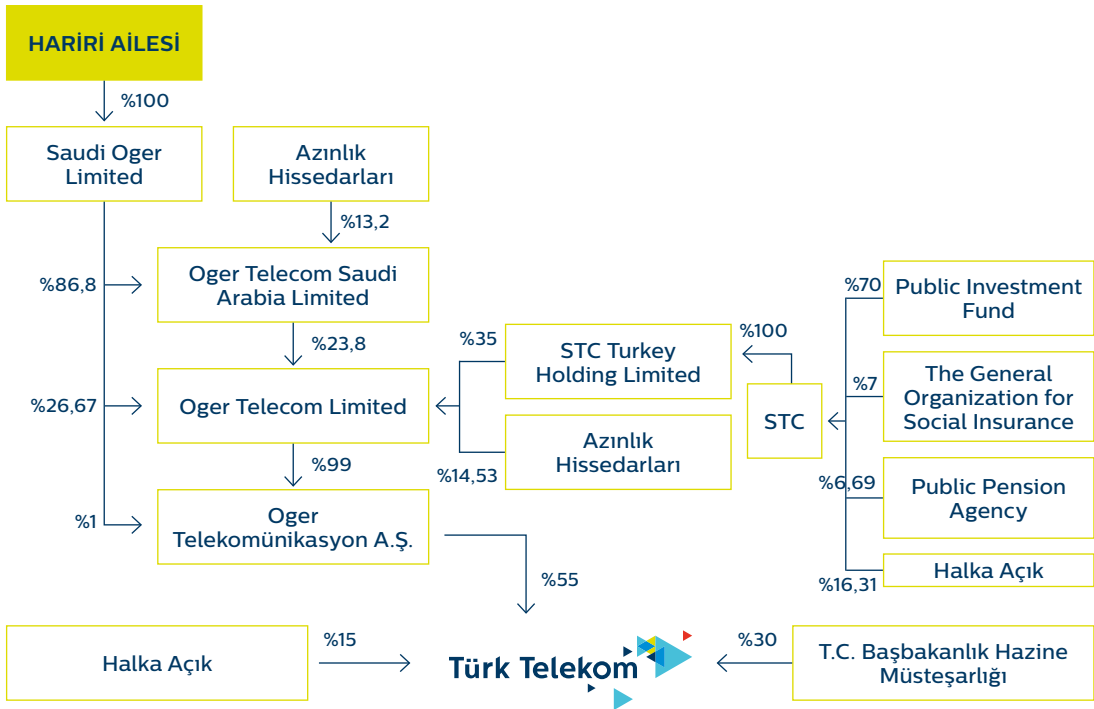 HARİRİ AİLESİ
%100
Saudi Oger
Limited
Azınlık
Hissedarları
%13,2
%86,8
Oger Telecom Saudi
Arabia Limited
%23,8
%26,67
Oger Telecom Limited
%35
STC Turkey
Holding Limited
%14,53
Azınlık
Hissedarları
%100
STC
%70
Public Investment
Fund
%7
The General
Organization for
Social Insurance
%6,69
Public Pension
Agency
%16,31
Halka Açık
%99
%1
Oger
Telekomünikasyon A.Ş.
%55
Halka Açık
%15
Türk Telekom
%30
T.C. Başbakanlık Hazine
Müsteşarlığı